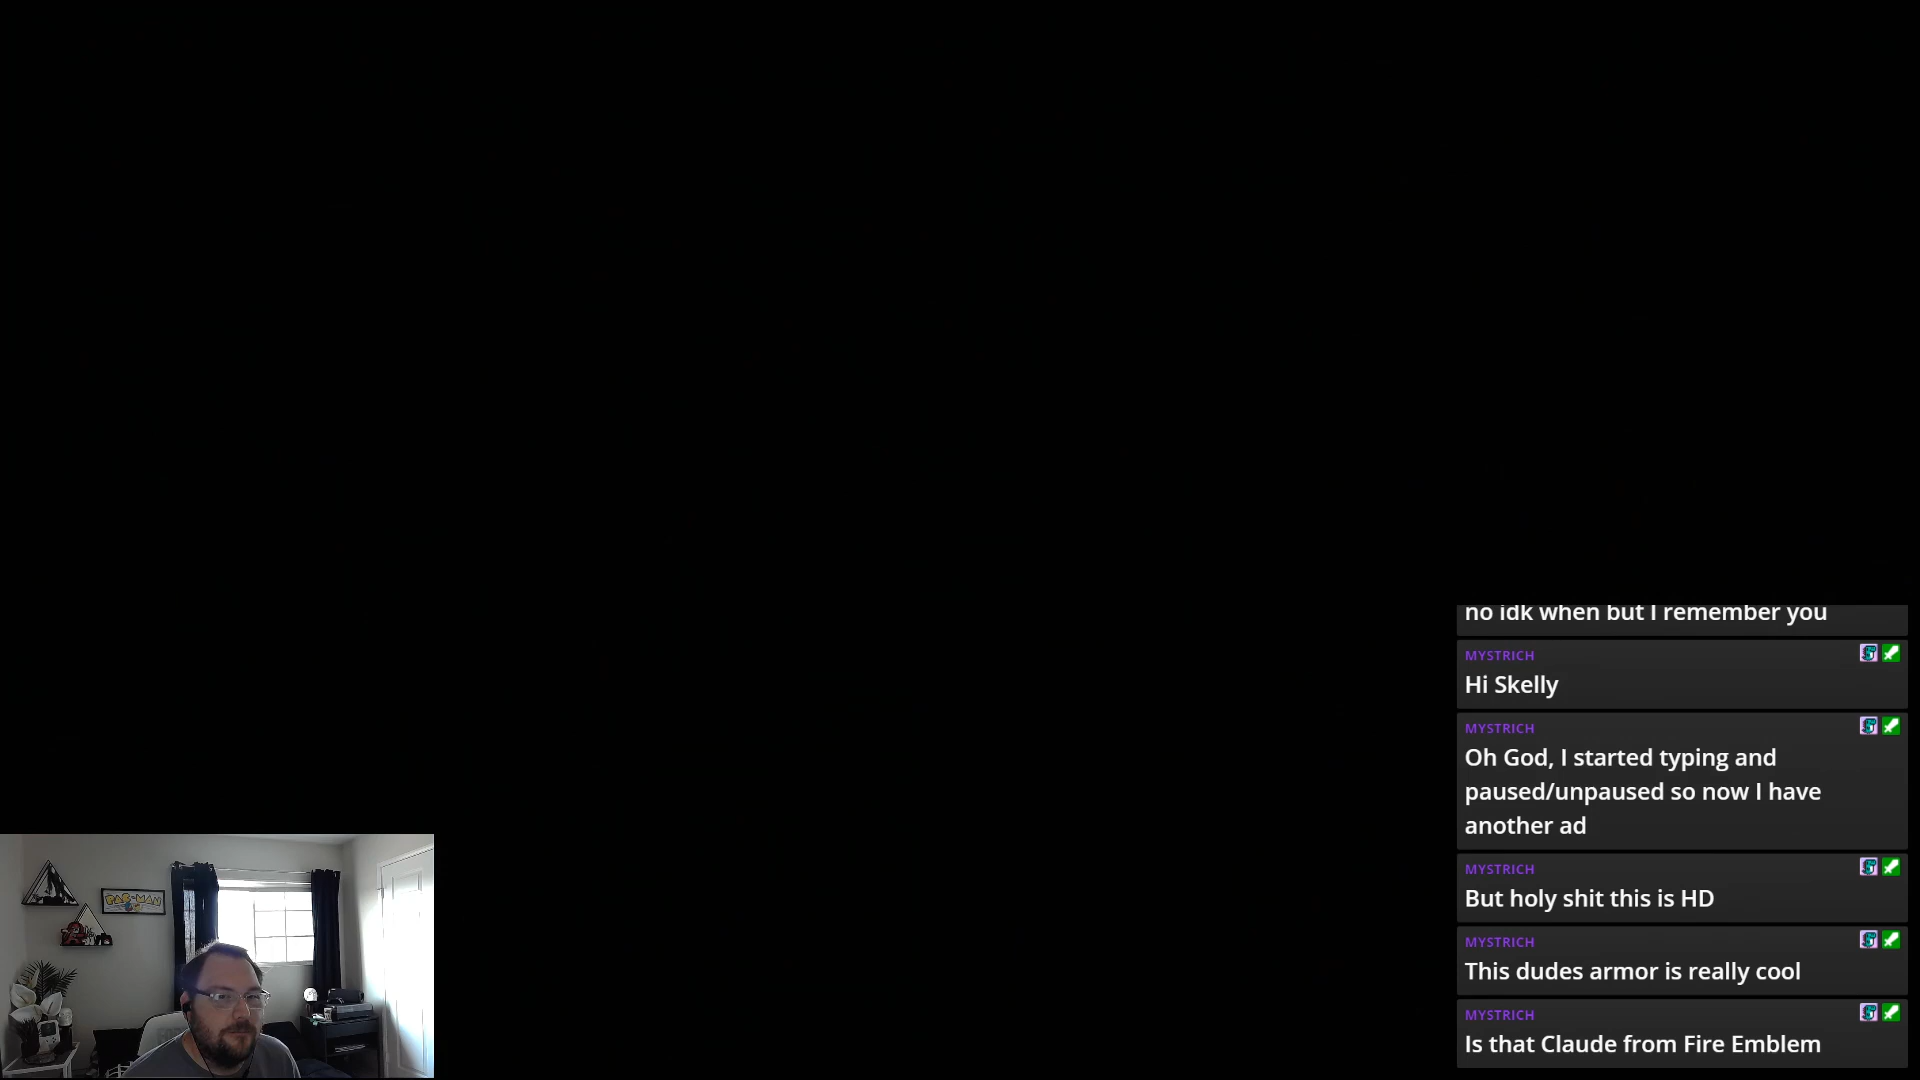 no idk when but I remember you
MYSTRICH
Hi Skelly
MYSTRICH
Oh God, I started typing and
paused/unpaused so now I have
another ad
MYSTRICH
But holy shit this is HD
MYSTRICH
This dudes armor is really cool
MYSTRICH
Is that Claude from Fire Emblem
PAC-MAN